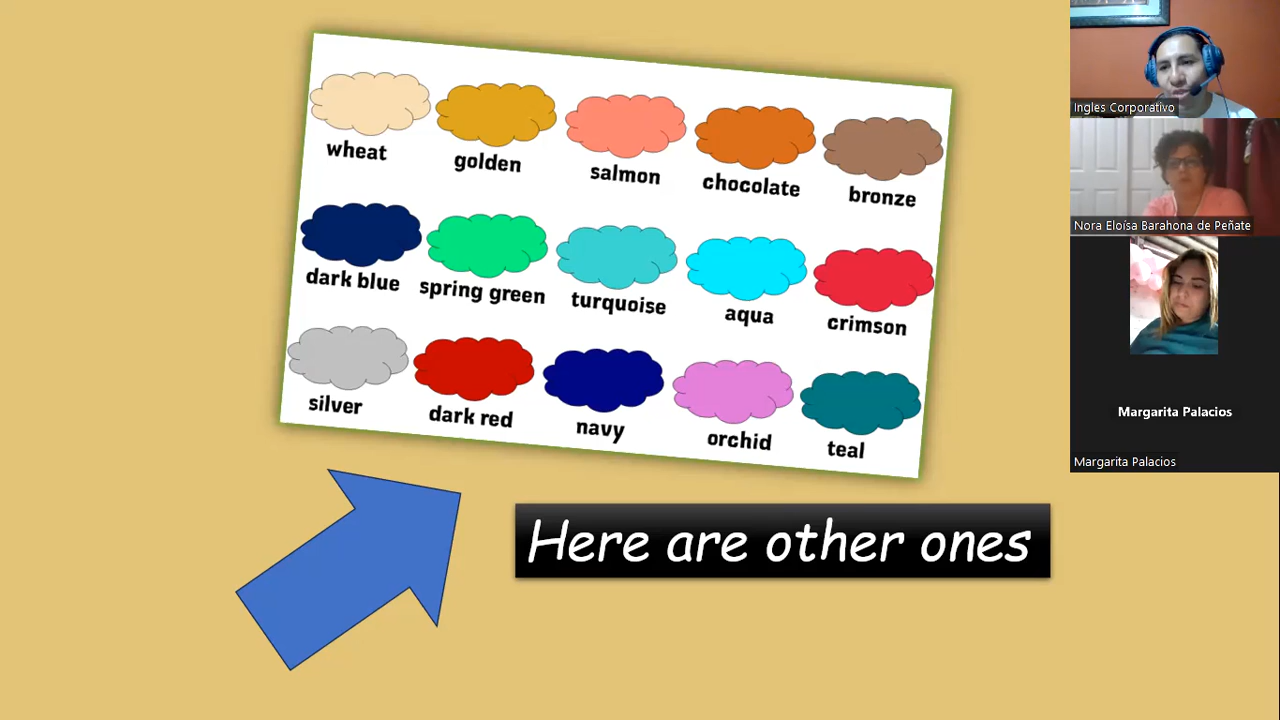 wheat golden salmon chocolate bronze
dark blue spring green turquoise aqua crimson
silver dark red navy orchid teal
Here are other ones
Ingles Corporativo
Nora Eloísa Barahona de Peñate
Margarita Palacios
Margarita Palacios